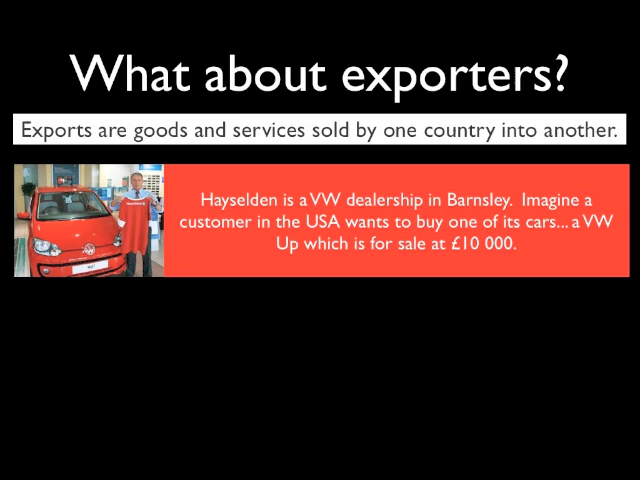 What about exporters?
Exports are goods and services sold by one country into another.
Hayselden is a VW dealership in Barnsley. Imagine a
customer in the USA wants to buy one of its cars... a VW
Up which is for sale at £10 000.